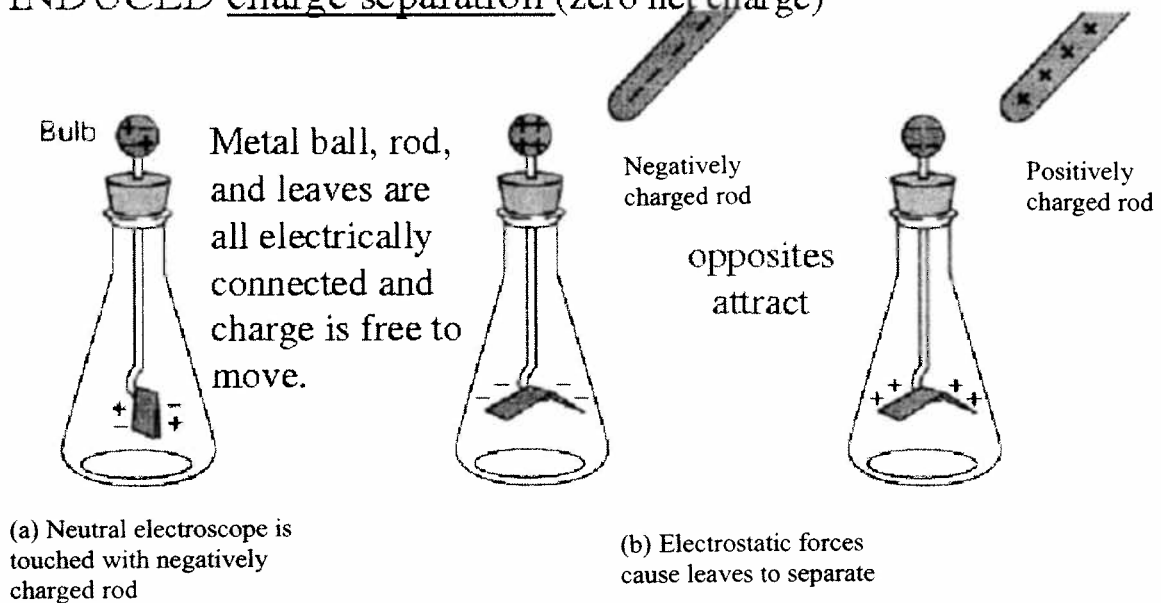 INDUCED charge separation (zero net charge)
Bulb
Metal ball, rod,
and leaves are
all electrically
connected and
charge is free to
move.
Negatively
charged rod
opposites
attract
Positively
charged rod
(a) Neutral electroscope is
touched with negatively
charged rod
(b) Electrostatic forces
cause leaves to separate